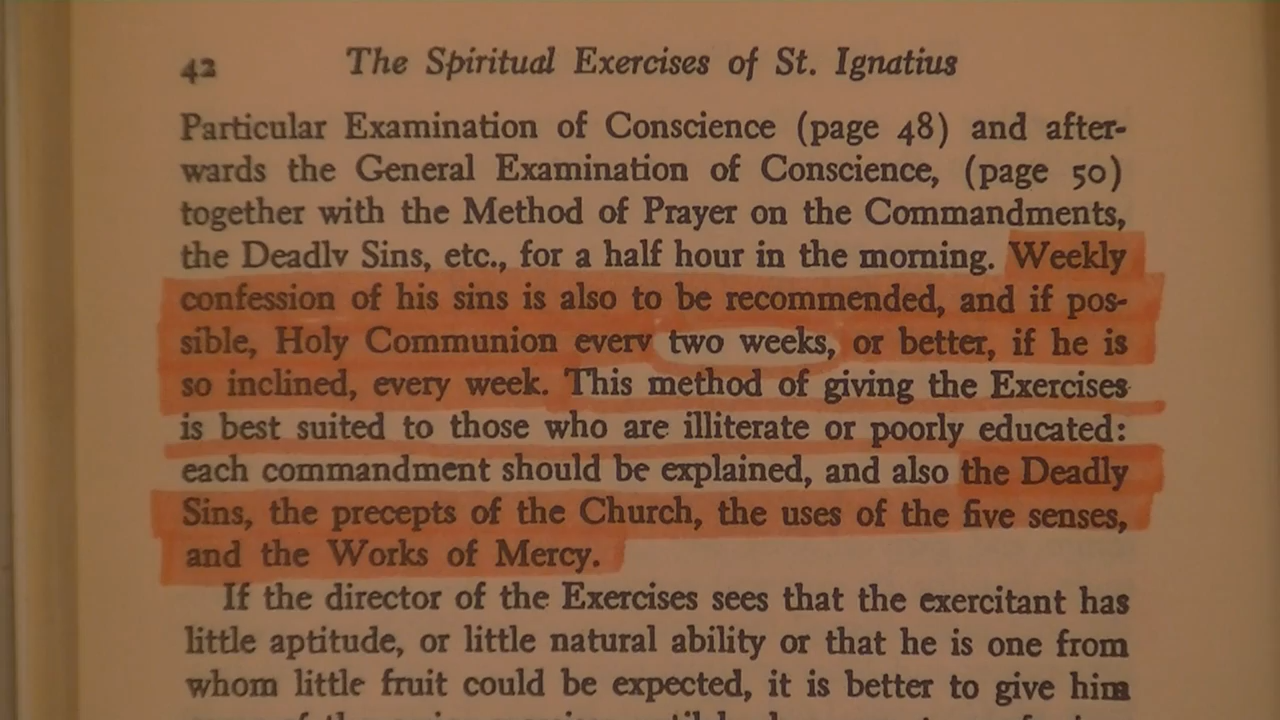 42 The Spiritual Exercises of St. Ignatius
Particular Examination of Conscience (page 48) and after-
wards the General Examination of Conscience, (page 50)
together with the Method of Prayer on the Commandments,
the Deadly Sins, etc., for a half hour in the morning. Weekly
confession of his sins is also to be recommended, and if pos-
sible, Holy Communion every two weeks, or better, if he is
so inclined, every week. This method of giving the Exercises
is best suited to those who are illiterate or poorly educated:
each commandment should be explained, and also the Deadly
Sins, the precepts of the Church, the uses of the five senses,
and the Works of Mercy.
If the director of the Exercises sees that the exercitant has
little aptitude, or little natural ability or that he is one from
whom little fruit could be expected, it is better to give him